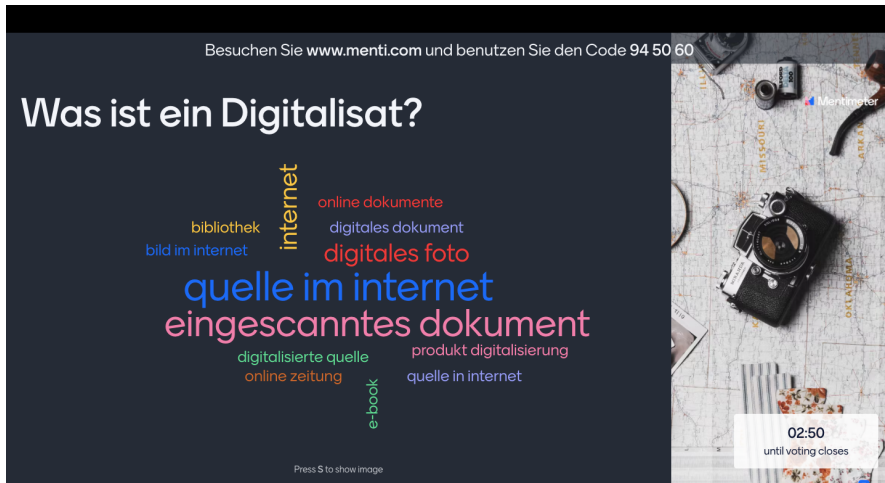 Besuchen Sie www.menti.com und benutzen Sie den Code 94 50 60
Mentimeter
Was ist ein Digitalisat?
internet
online dokumente
bibliothek
digitales dokument
bild im internet
digitales foto
quelle im internet
eingescanntes dokument
digitalisierte quelle
produkt digitalisierung
online zeitung
quelle in internet
e-book
MISSOURI
OKLAHOMA
02:50
until voting closes
Press S to show image